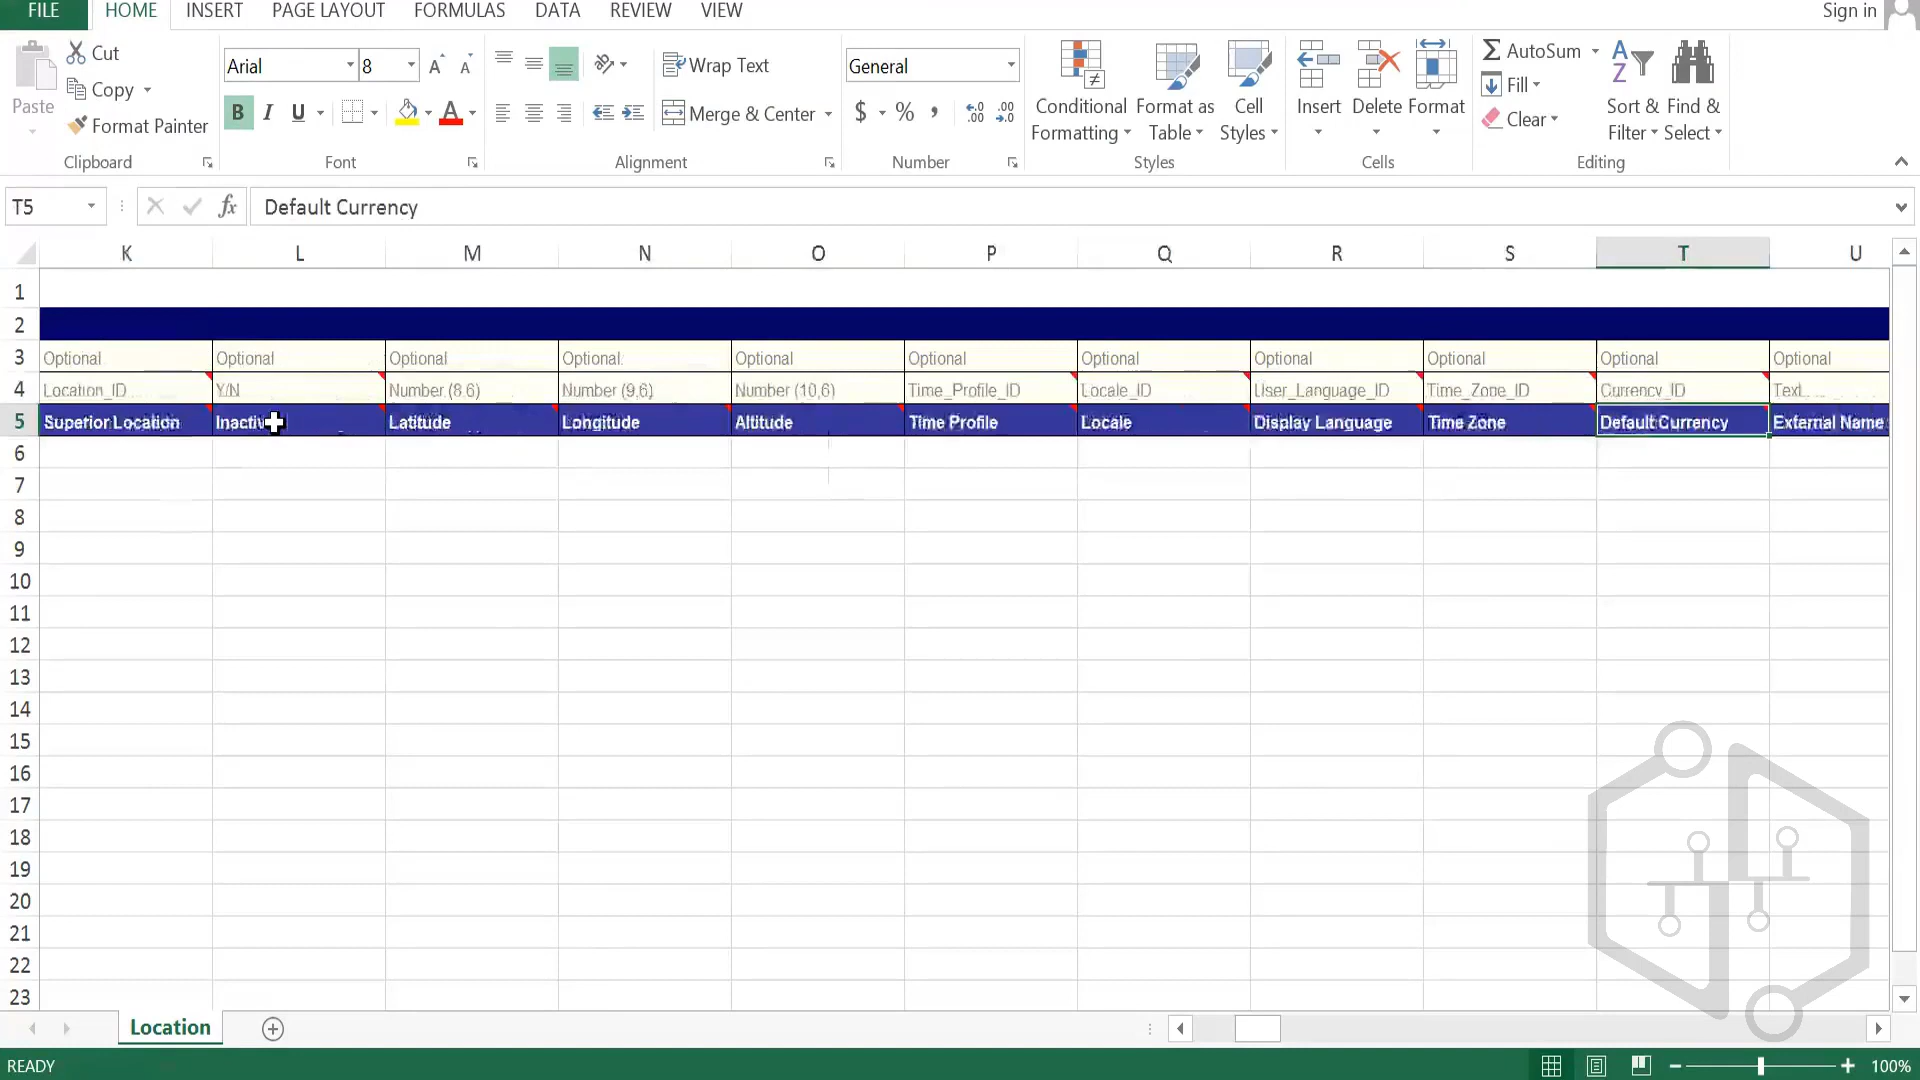 FILE HOME INSERT PAGE LAYOUT FORMULAS DATA REVIEW VIEW Sign in
Paste
Cut
Copy
Format Painter
Clipboard
Arial 8
B I U
Font
Wrap Text
Merge & Center
Alignment
General
$ % ,
Number
Conditional Formatting
Format as Table
Cell Styles
Styles
Insert Delete Format
Cells
AutoSum
Fill
Clear
Sort & Filter
Find & Select
Editing
T5 fx Default Currency
K L M N O P Q R S T U
1
2
3 Optional Optional Optional Optional Optional Optional Optional Optional Optional Optional Optional
4 Location_ID Y/N Number (8,6) Number (9,6) Number (10,6) Time_Profile_ID Locale_ID User_Language_ID Time_Zone_ID Currency_ID Text
5 Superior Location Inactiv Latitude Longitude Altitude Time Profile Locale Display Language Time Zone Default Currency External Name
6
7
8
9
10
11
12
13
14
15
16
17
18
19
20
21
22
23
Location
READY 100%